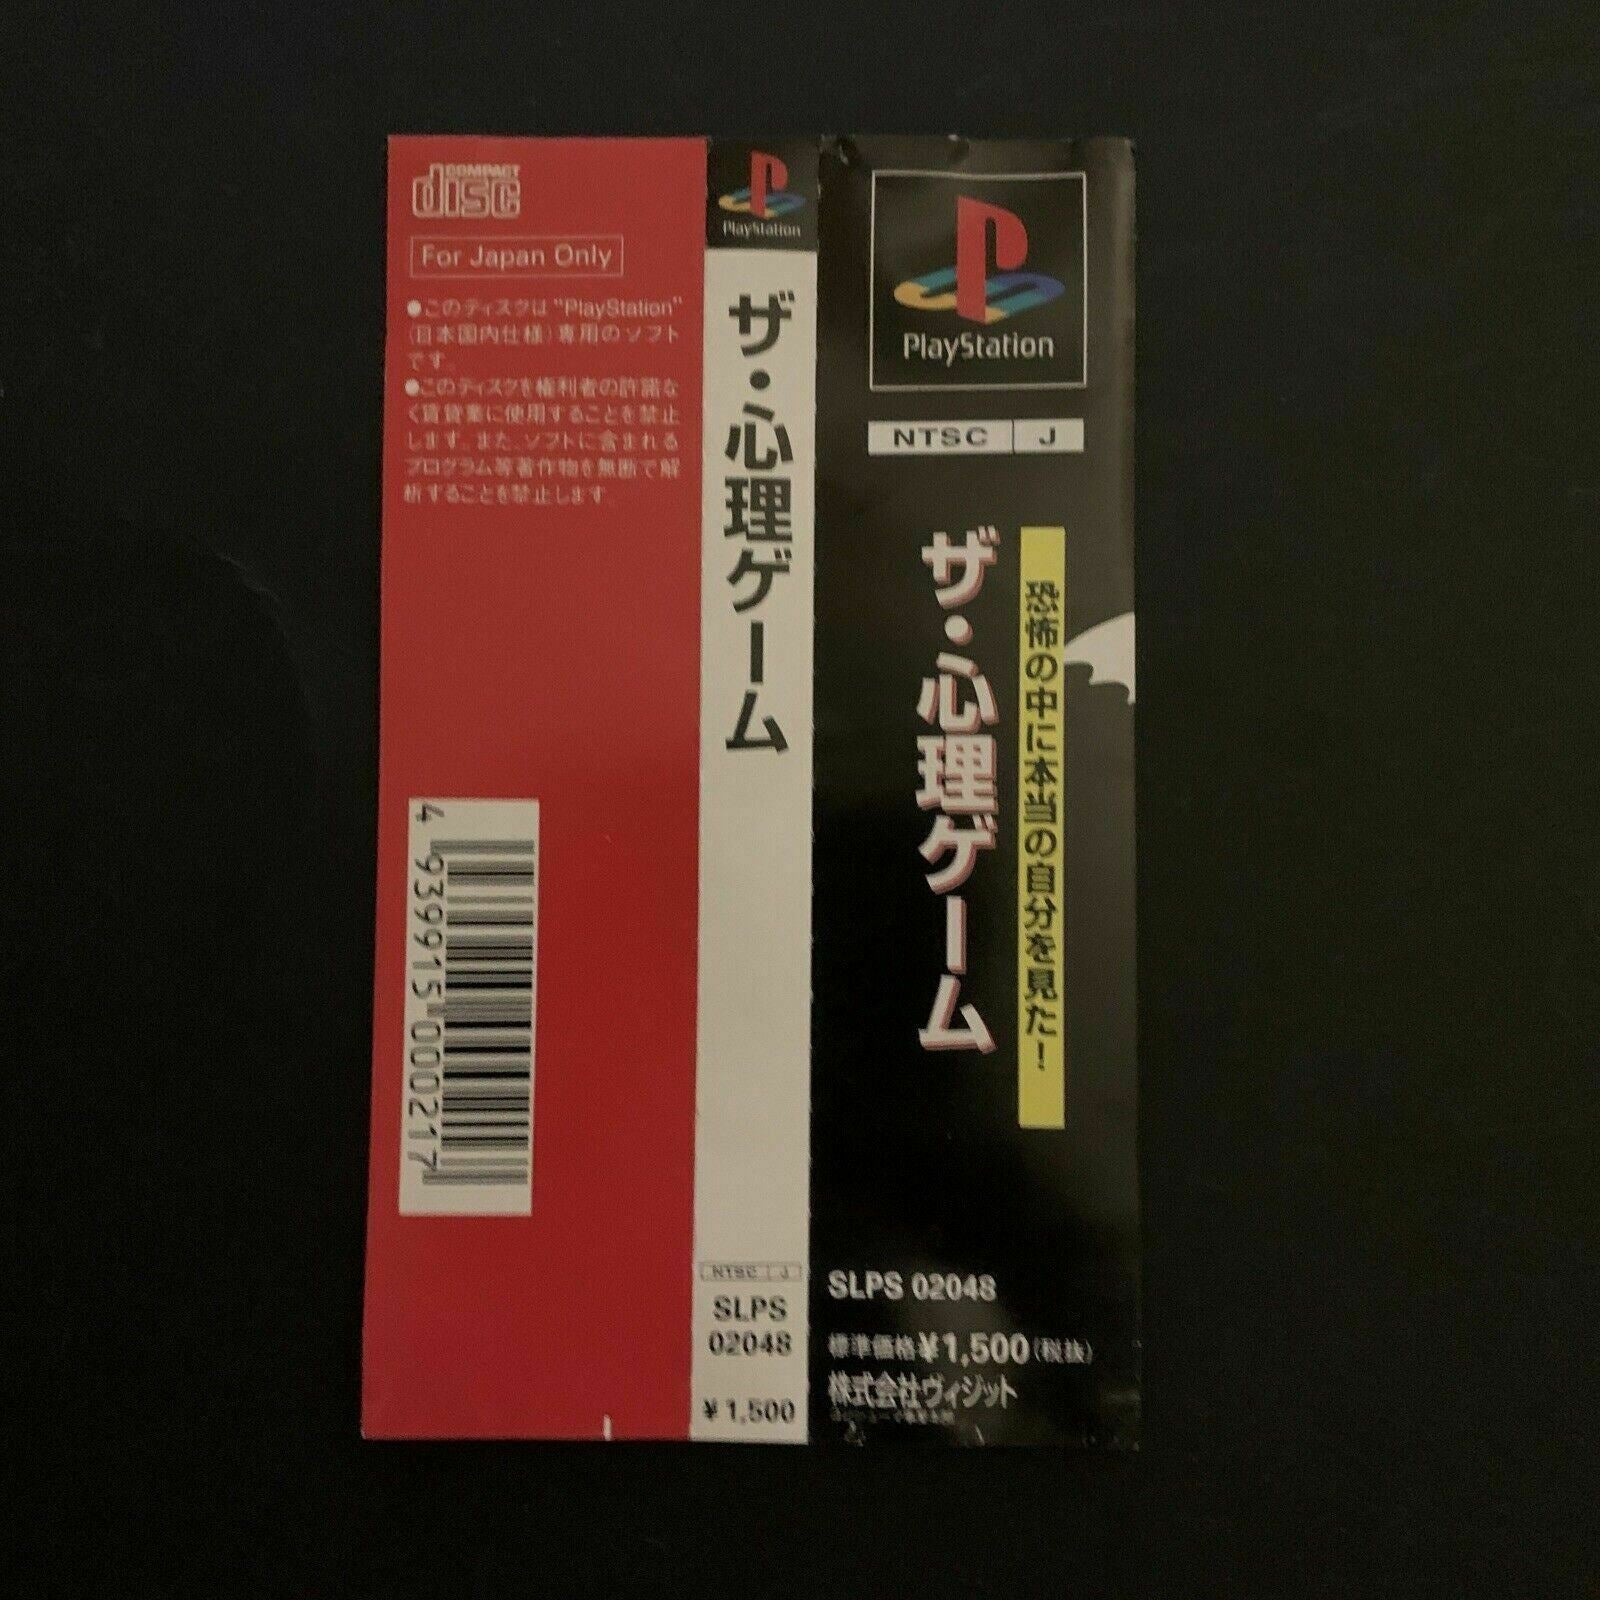 COMPACT
disc
For Japan Only
●このディスクは"PlayStation"
(日本国内仕様)専用のソフト
です。
●このディスクを権利者の許諾な
く賃貸業に使用することを禁止
します。また、ソフトに含まれる
プログラム等著作物を無断で解
析することを禁止します。
4 939915 000217
PlayStation
ザ・心理ゲーム
NTSC J
SLPS
02048
¥1,500
PlayStation
NTSC J
恐怖の中に本当の自分を見た!
ザ・心理ゲーム
SLPS 02048
標準価格¥1,500(税抜)
株式会社ヴィジット